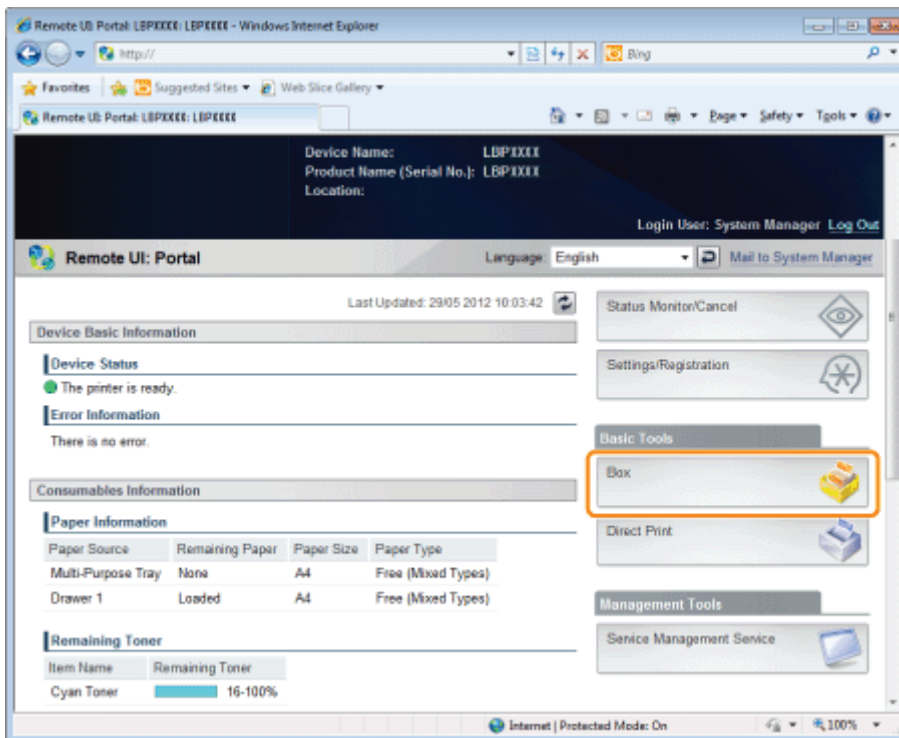 Remote UI: Portal: LBPXXXX: LBPXXXX - Windows Internet Explorer
http://
Bing
Favorites Suggested Sites Web Slice Gallery
Remote UI: Portal: LBPXXXX: LBPXXXX
Page Safety Tools
Device Name: LBPXXXX
Product Name (Serial No.): LBPXXXX
Location:
Login User: System Manager Log Out
Remote UI: Portal
Language: English
Mail to System Manager
Last Updated: 29/05 2012 10:03:42
Device Basic Information
Device Status
The printer is ready.
Error Information
There is no error.
Consumables Information
Paper Information
Paper Source Remaining Paper Paper Size Paper Type
Multi-Purpose Tray None A4 Free (Mixed Types)
Drawer 1 Loaded A4 Free (Mixed Types)
Remaining Toner
Item Name Remaining Toner
Cyan Toner 16-100%
Status Monitor/Cancel
Settings/Registration
Basic Tools
Box
Direct Print
Management Tools
Service Management Service
Internet | Protected Mode: On
100%